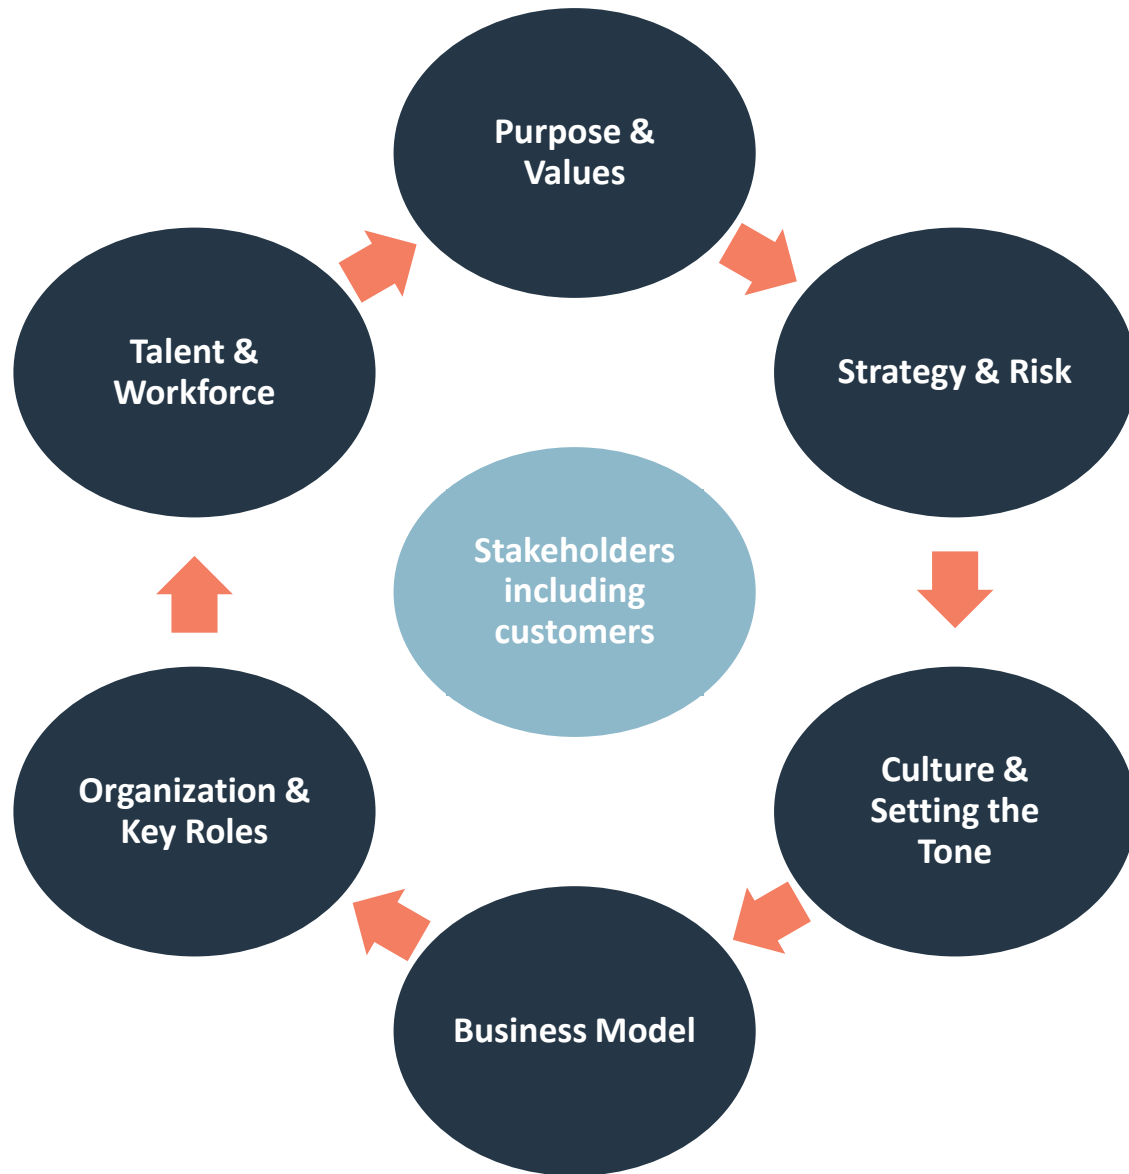 Purpose &
Values
Strategy & Risk
Culture &
Setting the
Tone
Business Model
Organization &
Key Roles
Talent &
Workforce
Stakeholders
including
customers